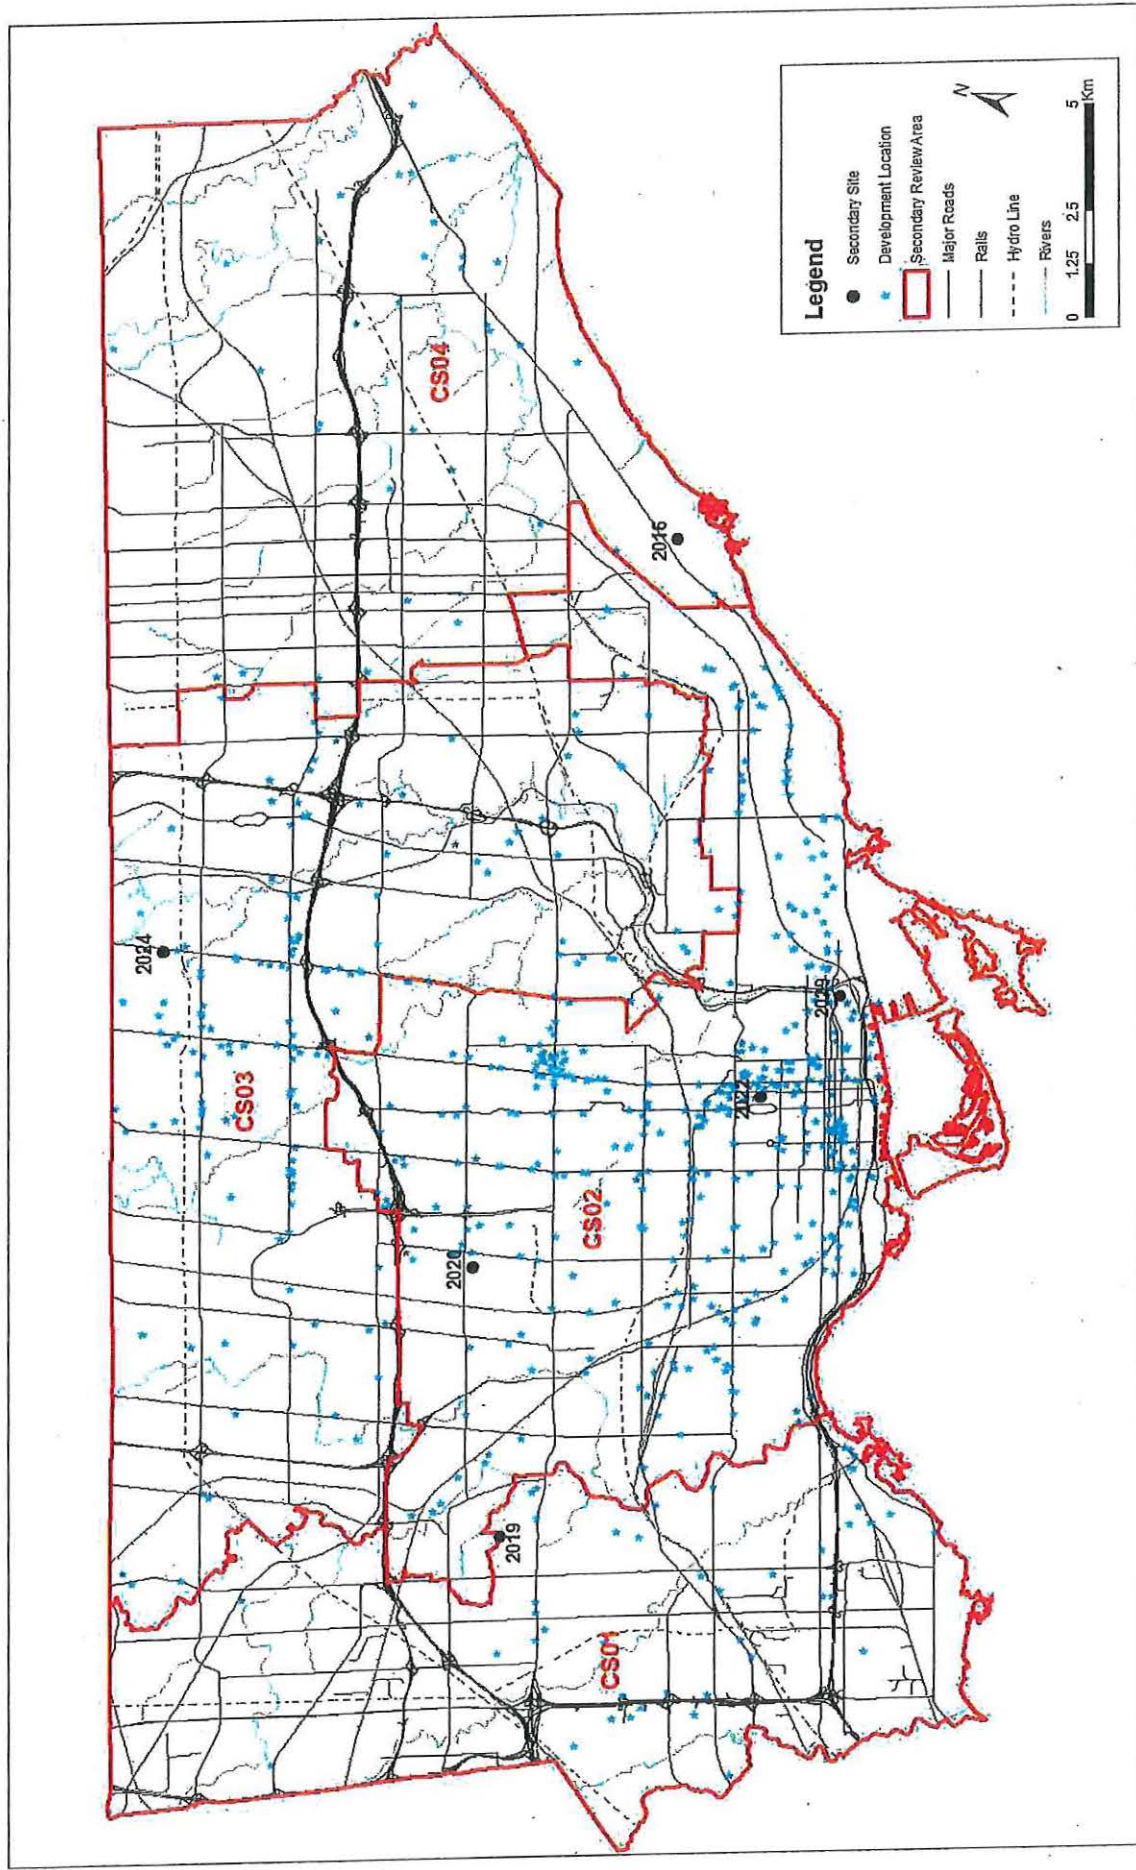 2024
CS03
CS04
2016
2029
2022
CS02
2020
2019
CS01
Legend
Secondary Site
Development Location
Secondary Review Area
Major Roads
Rails
Hydro Line
Rivers
N
0 1.25 2.5 5
Km